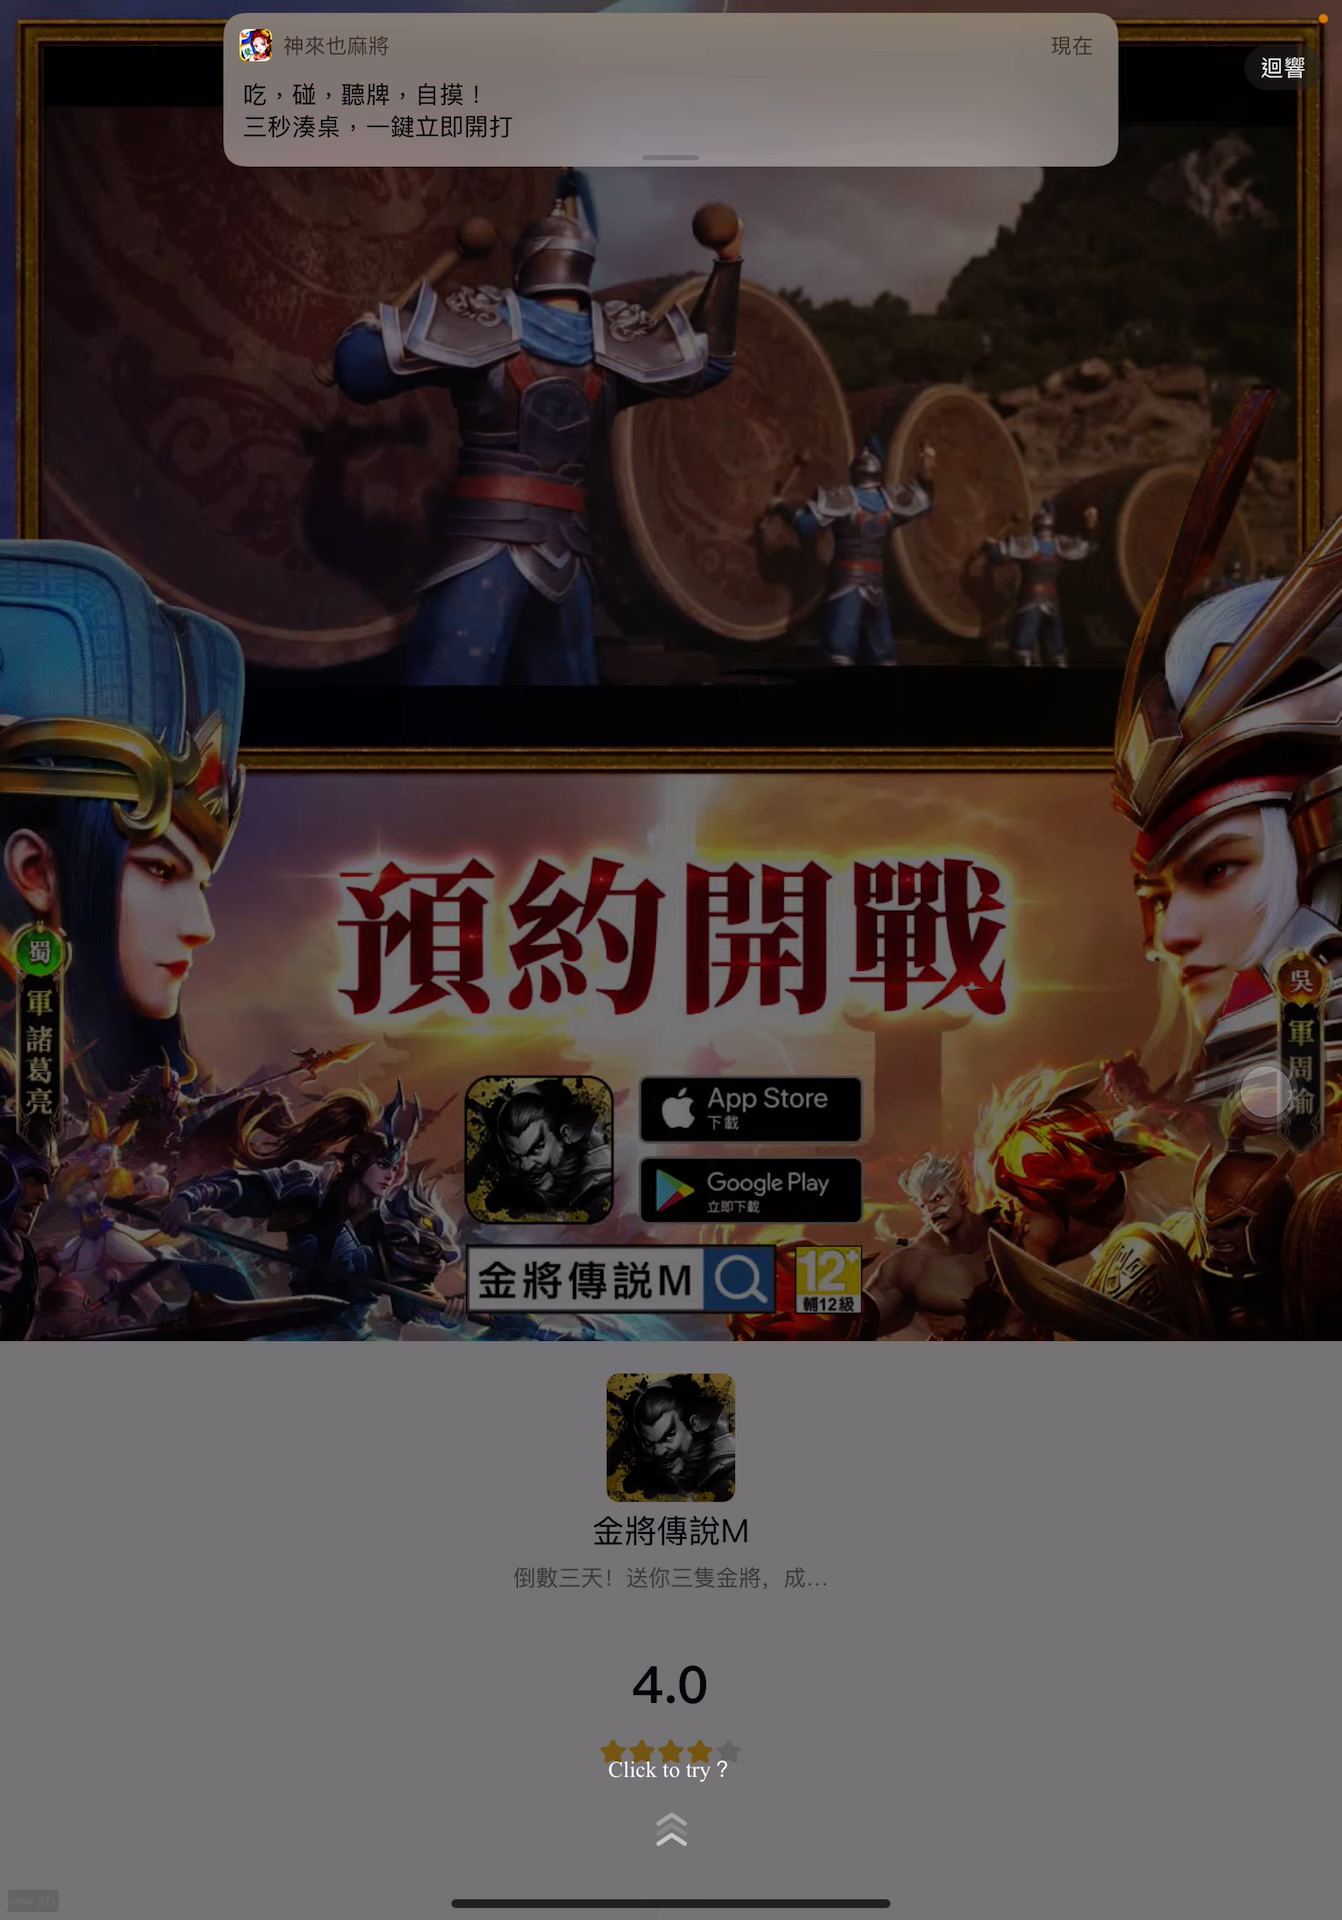 神來也麻將
現在
吃，碰，聽牌，自摸！
三秒湊桌，一鍵立即開打
迴響
預約開戰
蜀
軍諸葛亮
吳
軍周瑜
App Store
下載
Google Play
立即下載
金將傳說M
12+
輔12級
金將傳說M
倒數三天！送你三隻金將，成...
4.0
Click to try？
AD